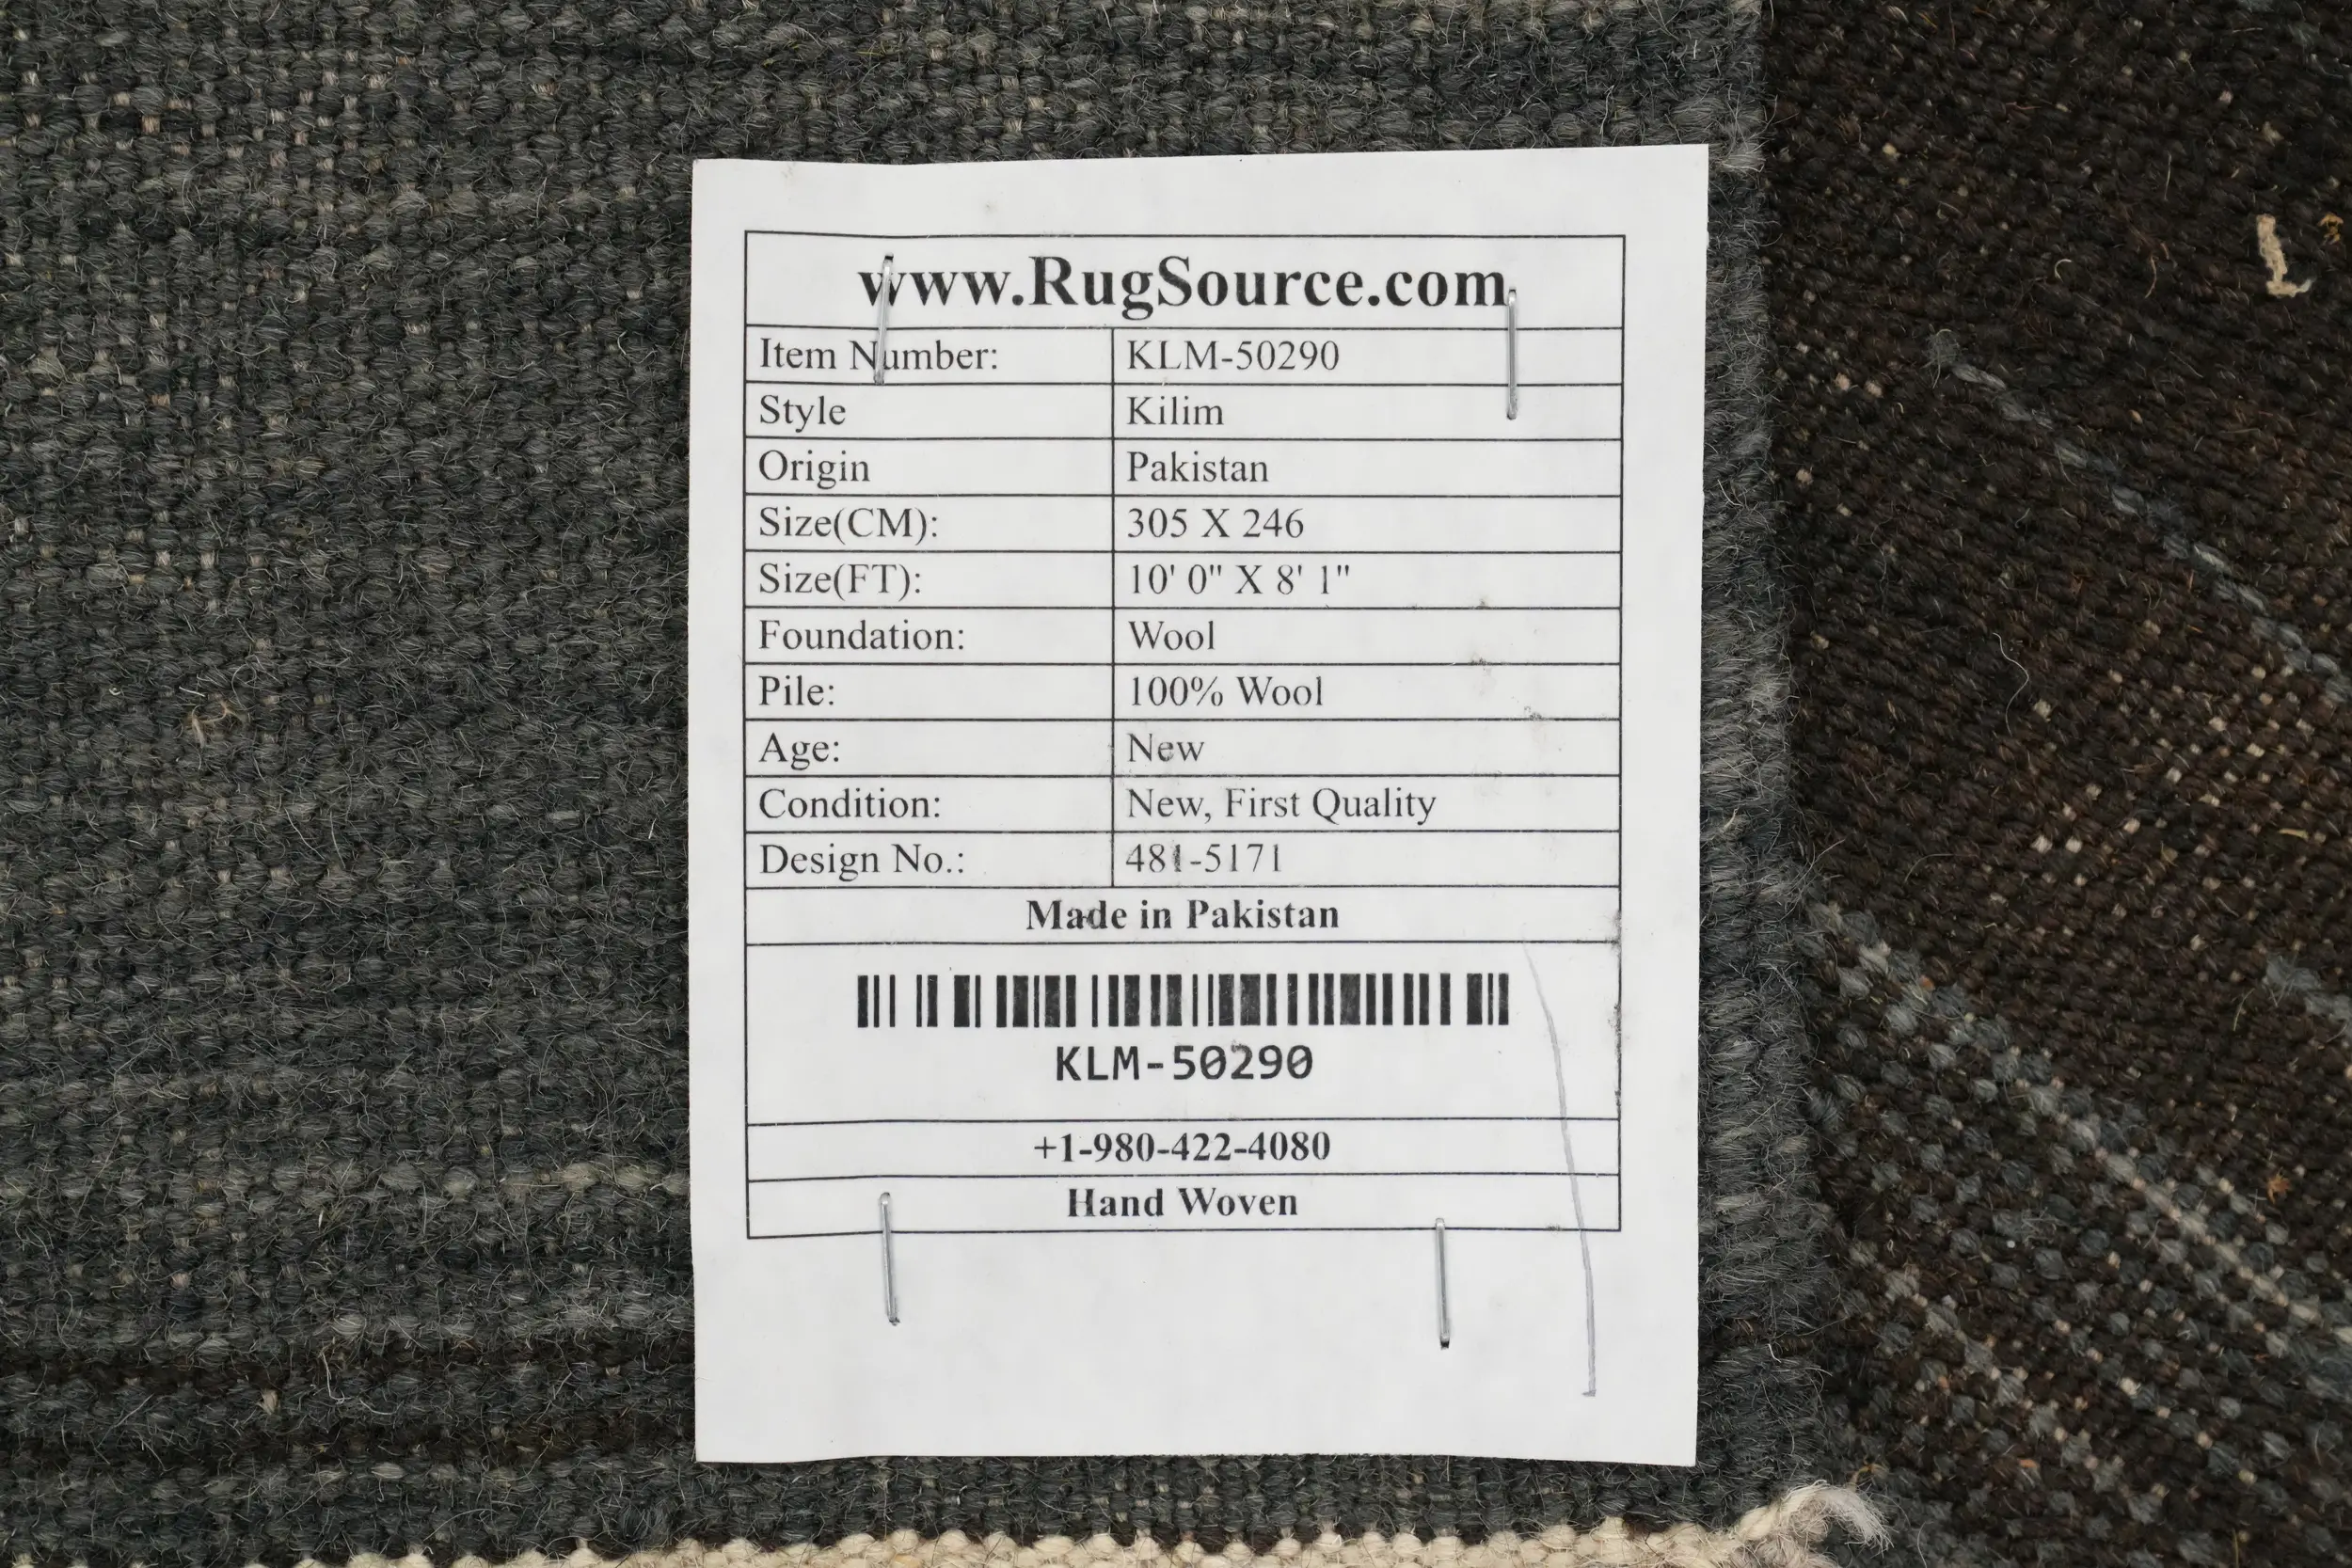 www.RugSource.com
Item Number: KLM-50290
Style Kilim
Origin Pakistan
Size(CM): 305 X 246
Size(FT): 10' 0" X 8' 1"
Foundation: Wool
Pile: 100% Wool
Age: New
Condition: New, First Quality
Design No.: 481-5171
Made in Pakistan
KLM-50290
+1-980-422-4080
Hand Woven